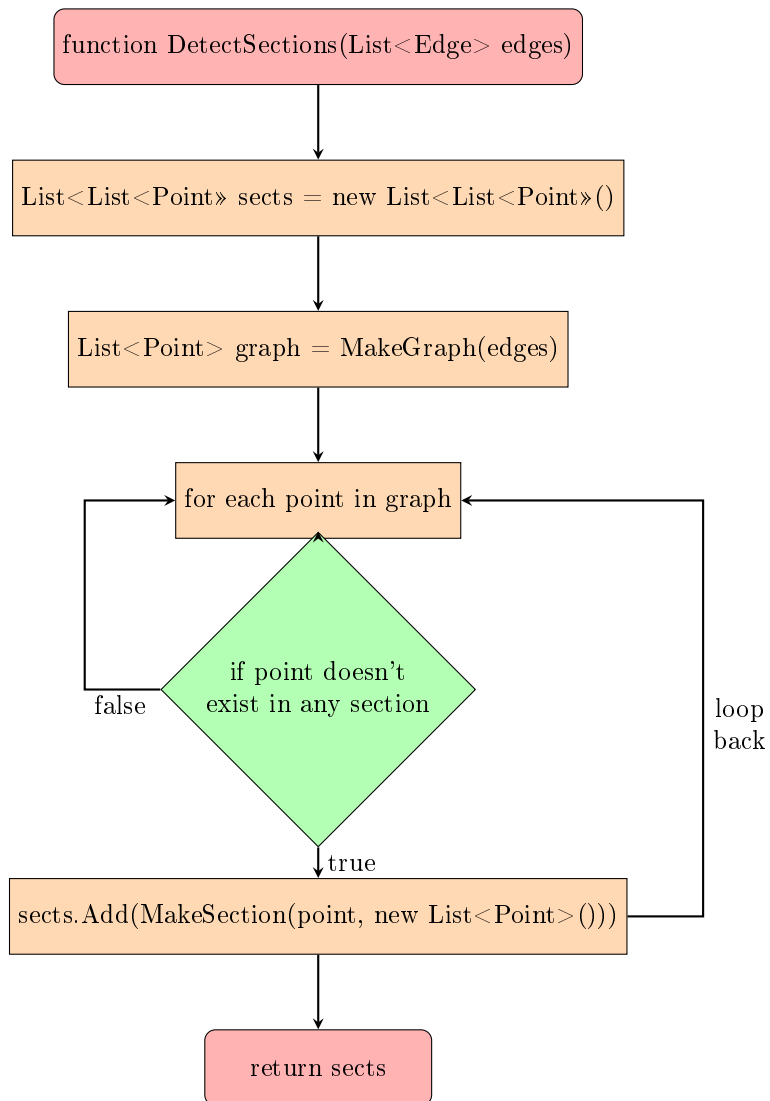 function DetectSections(List<Edge> edges)
List<List<Point» sects = new List<List<Point»()
List<Point> graph = MakeGraph(edges)
for each point in graph
if point doesn't
exist in any section
false
loop
back
true
sects.Add(MakeSection(point, new List<Point>()))
return sects